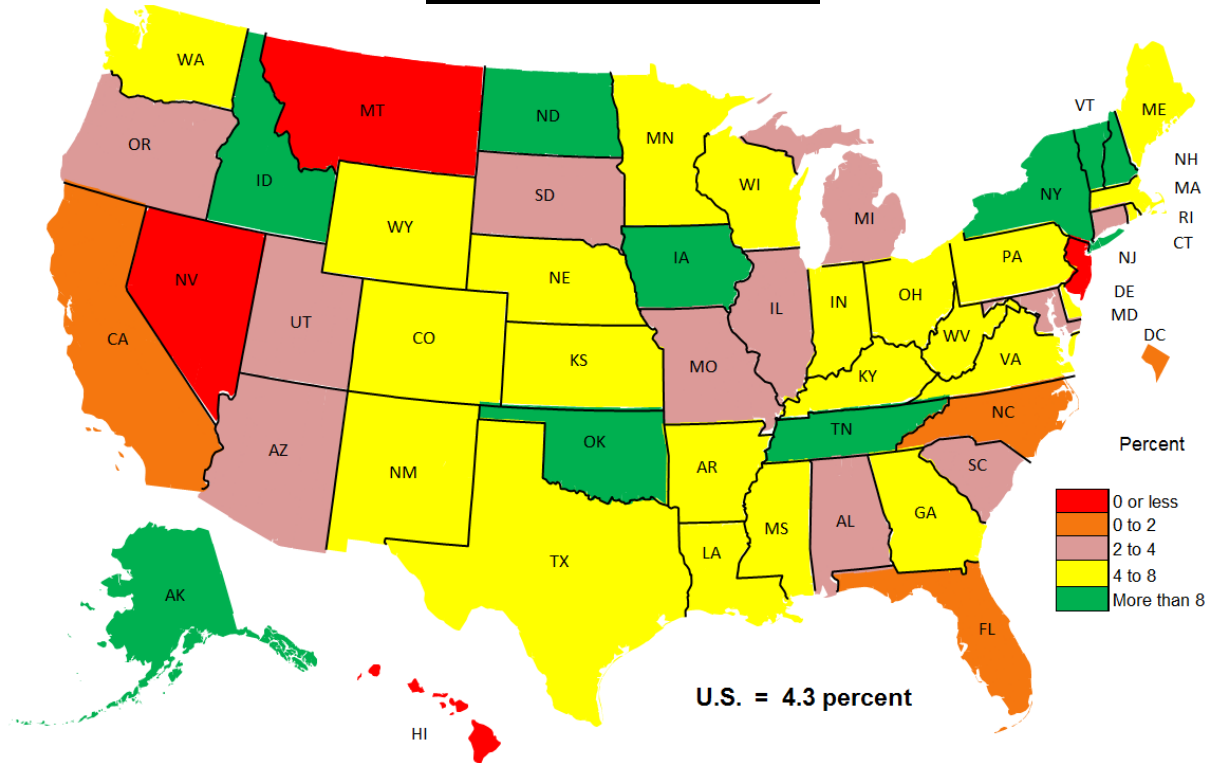 WA
MT
ND
MN
VT
ME
OR
ID
SD
WI
MI
NY
NH
MA
RI
CT
WY
NV
NE
IA
PA
NJ
UT
CO
IL
IN
OH
DE
MD
CA
KS
MO
WV
VA
DC
KY
AZ
NM
OK
AR
TN
NC
SC
Percent
TX
LA
MS
AL
GA
0 or less
0 to 2
2 to 4
4 to 8
More than 8
AK
FL
HI
U.S. = 4.3 percent